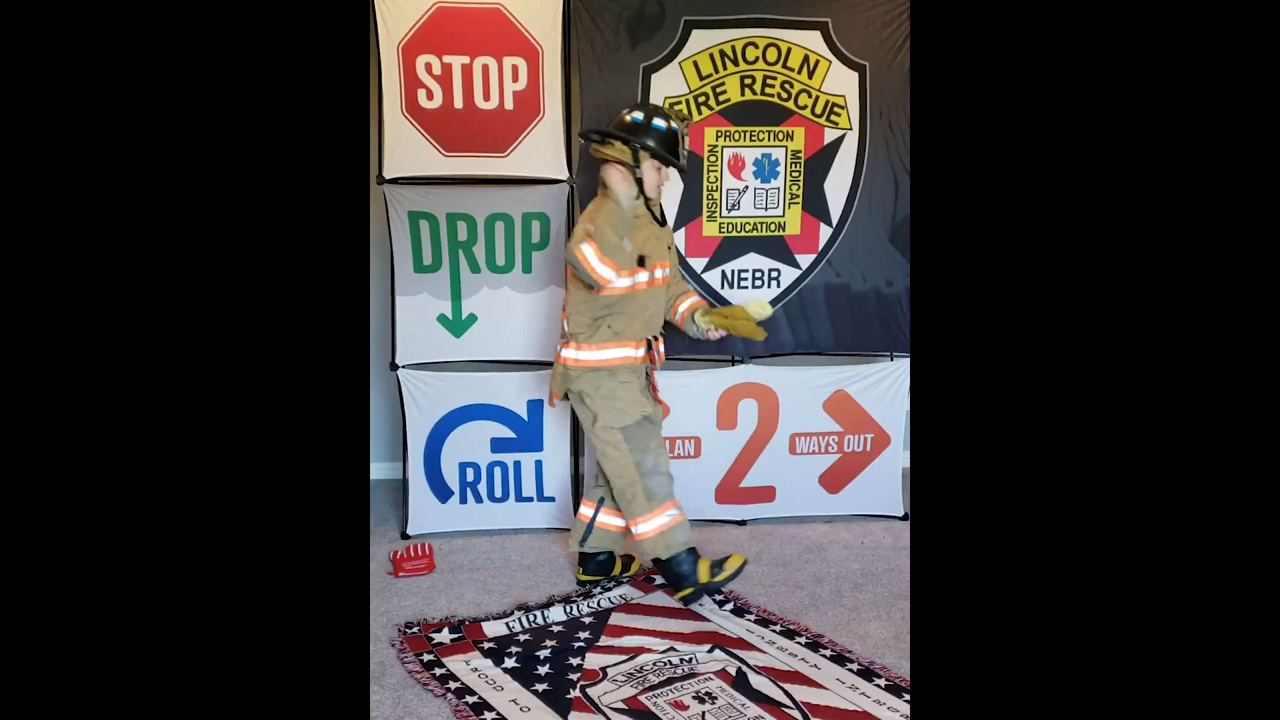 STOP
DROP
ROLL
LINCOLN
FIRE RESCUE
PROTECTION
INSPECTION
MEDICAL
EDUCATION
NEBR
LAN
2
WAYS OUT
FIRE RESCUE
LINCOLN
FIRE RESCUE
PROTECTION